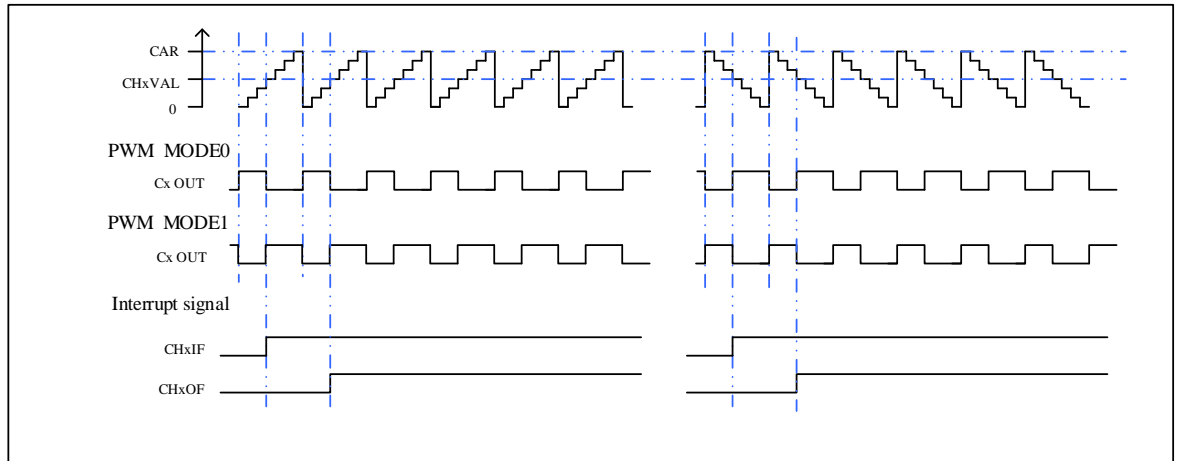 CAR
CHxVAL
0
PWM MODE0
Cx OUT
PWM MODE1
Cx OUT
Interrupt signal
CHxIF
CHxOF